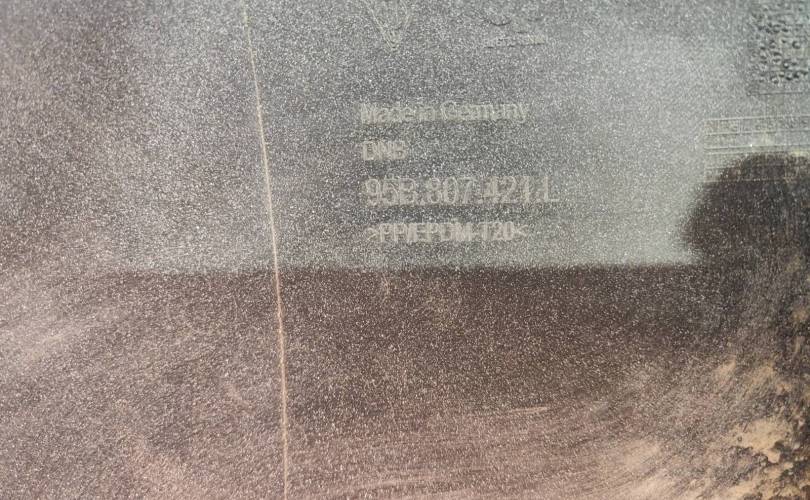 Made in Germany
DNB
95B.807.421.L
>PP/EPDM-T20<